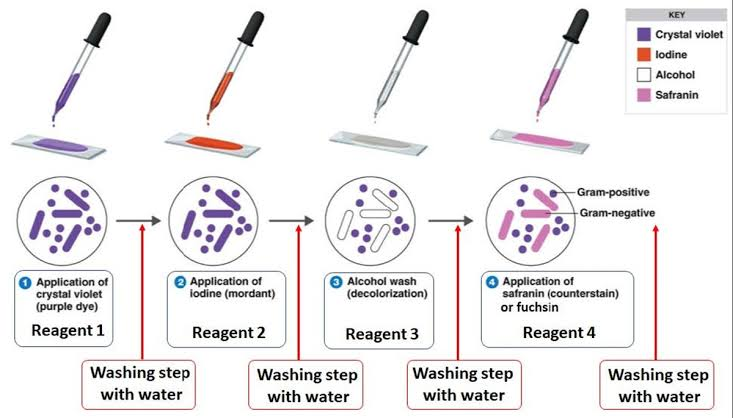 KEY
Crystal violet
Iodine
Alcohol
Safranin
Gram-positive
Gram-negative
1 Application of
crystal violet
(purple dye)
Reagent 1
2 Application of
iodine (mordant)
Reagent 2
3 Alcohol wash
(decolorization)
Reagent 3
4 Application of
safranin (counterstain)
or fuchsin
Reagent 4
Washing step
with water
Washing step
with water
Washing step
with water
Washing step
with water